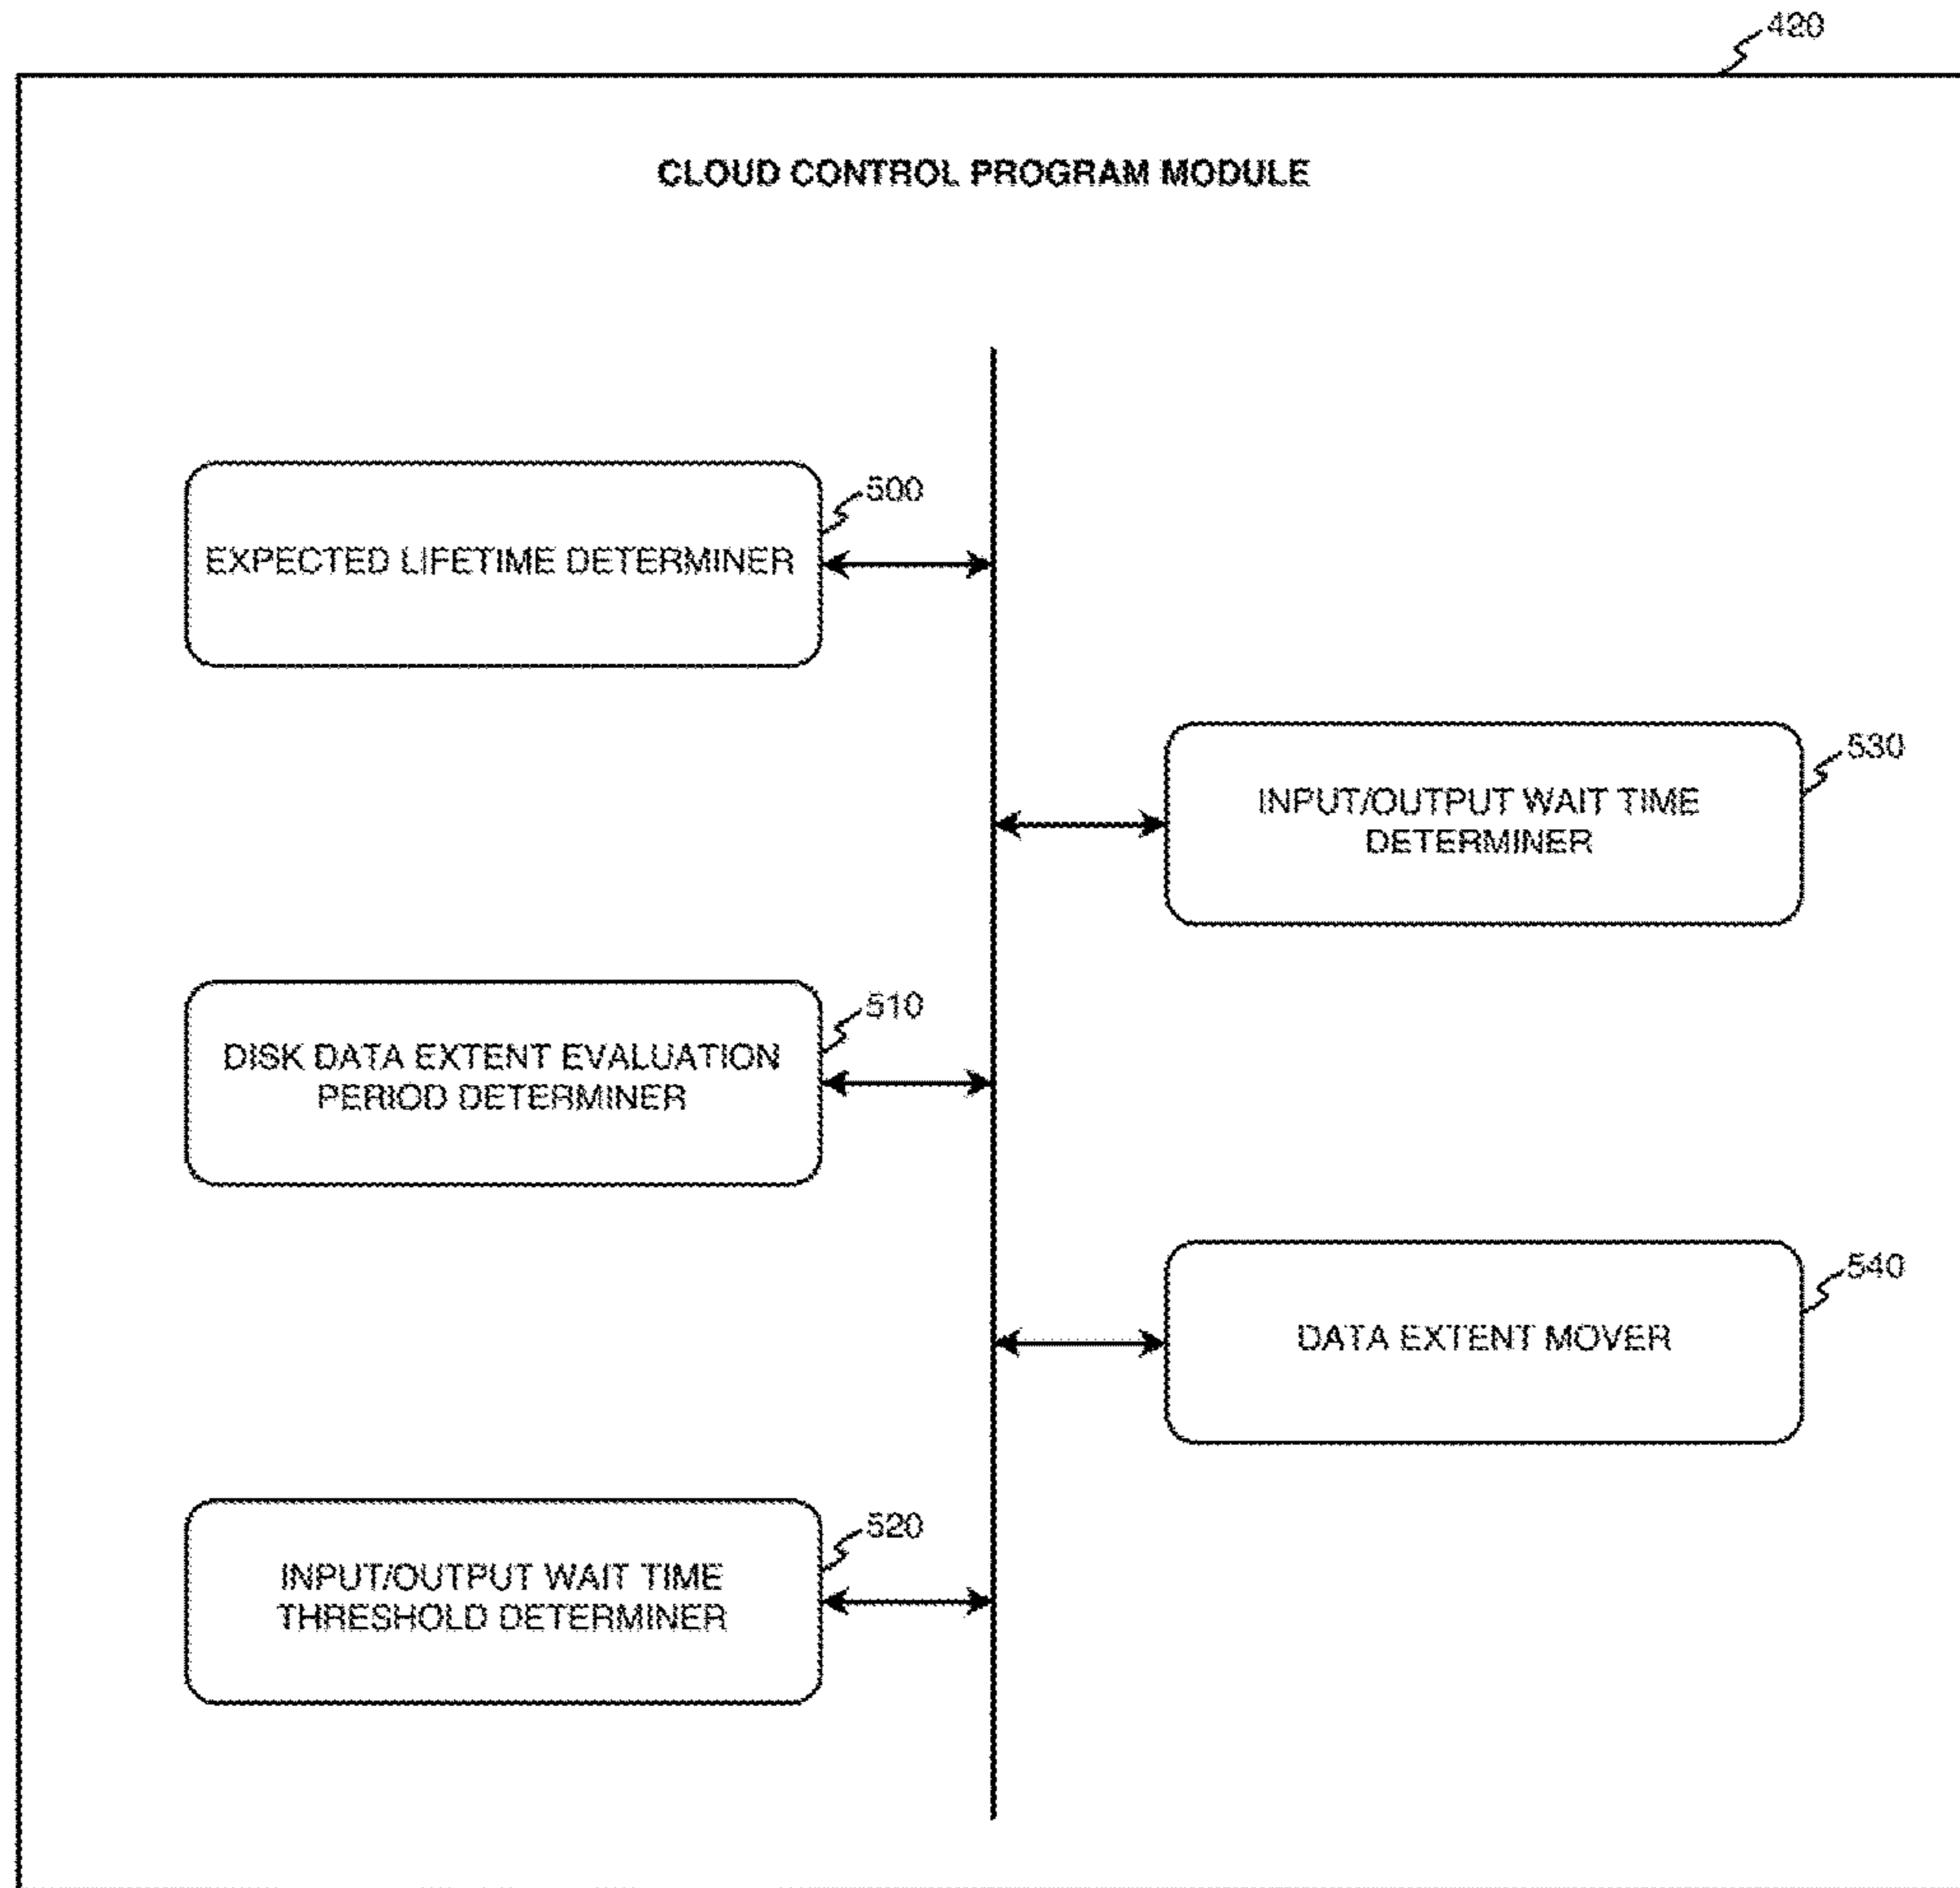 420
CLOUD CONTROL PROGRAM MODULE
500
EXPECTED LIFETIME DETERMINER
530
INPUT/OUTPUT WAIT TIME
DETERMINER
510
DISK DATA EXTENT EVALUATION
PERIOD DETERMINER
540
DATA EXTENT MOVER
520
INPUT/OUTPUT WAIT TIME
THRESHOLD DETERMINER